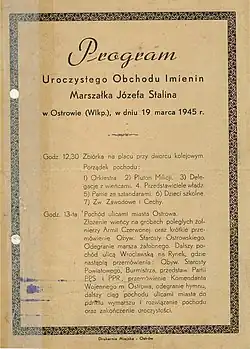 Program
Uroczystego Obchodu Imienin
Marszałka Józefa Stalina
w Ostrowie (Wlkp.), w dniu 19 marca 1945 r.
Godz. 12,30 Zbiórka na placu przy dworcu kolejowym
Porządek pochodu:
1) Orkiestra 2) Pluton Milicji. 3) Dele-
gacje z wieńcami. 4. Przedstawiciele władz
5) Partie ze sztandarami. 6) Dzieci szkolne.
7) Zw. Zawodowe i Cechy.
Godz. 13-ta Pochód ulicami miasta Ostrowa.
Złożenie wieńcy na grobach poległych żoł-
nierzy Armii Czerwonej oraz krótkie prze-
mówienie Obyw. Starosty Ostrowskiego.
Odegranie marsza żałobnego. Dalszy po-
chód ulicą Wrocławską na Rynek, gdzie
nastąpią przemówienia: Obyw. Starosty
Powiatowego, Burmistrza, przedstaw. Partii
PPS i PPR, przemówienie Komendanta
Wojennego m. Ostrowa, odegranie hymnu,
dalszy ciąg pochodu ulicami miasta do
punktu wymarszu i rozwiązanie pochodu
oraz zakończenie uroczystości.
Drukarnia Miejska - Ostrów